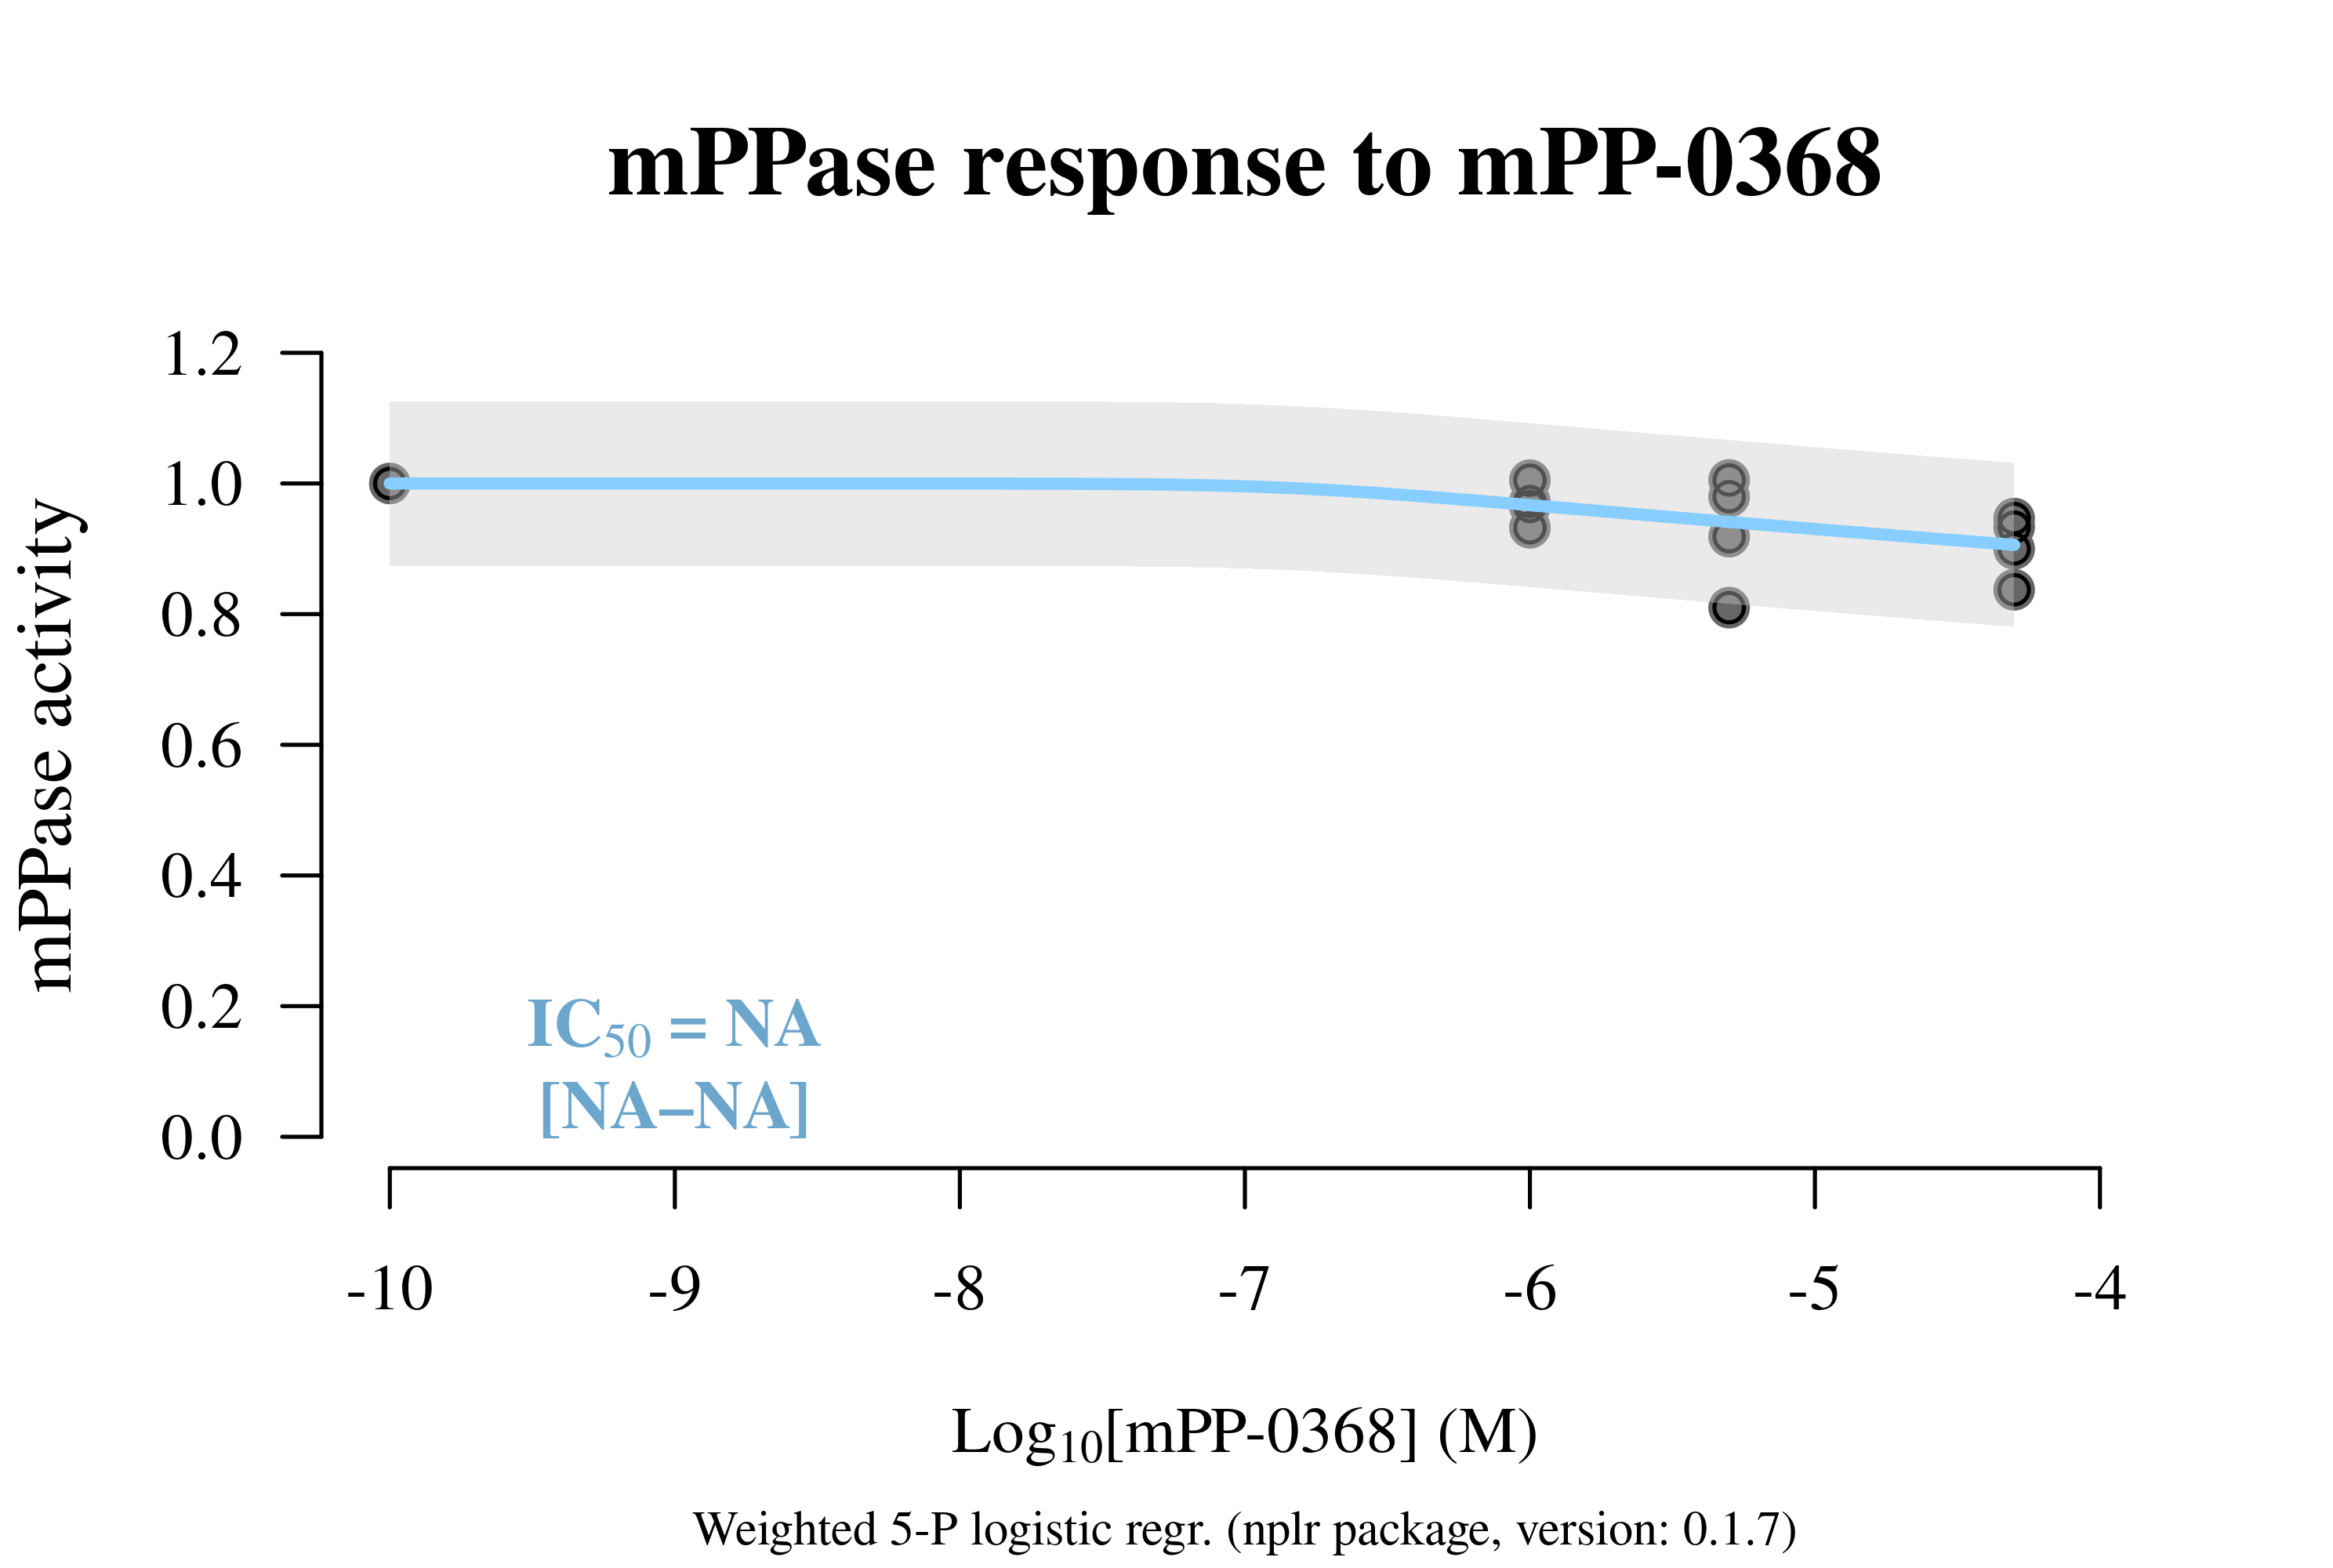 mPPase response to mPP-0368
mPPase activity
1.2
1.0
0.8
0.6
0.4
0.2
0.0
IC50 = NA
[NA–NA]
-10 -9 -8 -7 -6 -5 -4
Log10[mPP-0368] (M)
Weighted 5-P logistic regr. (nplr package, version: 0.1.7)